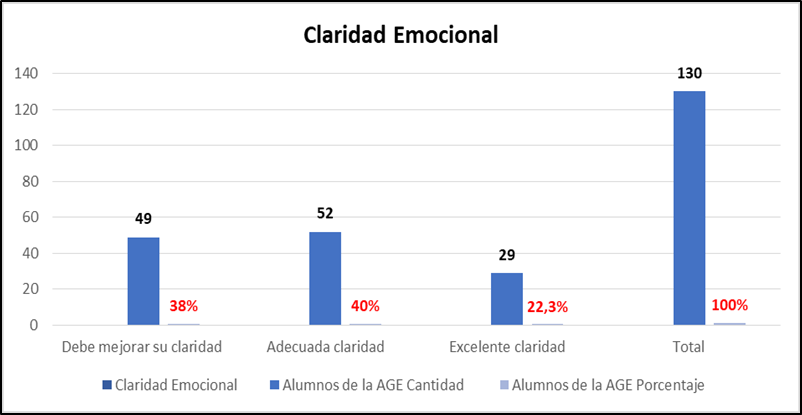 Claridad Emocional
140
120
100
80
60
40
20
0
49
38%
52
40%
29
22,3%
130
100%
Debe mejorar su claridad
Adecuada claridad
Excelente claridad
Total
Claridad Emocional
Alumnos de la AGE Cantidad
Alumnos de la AGE Porcentaje